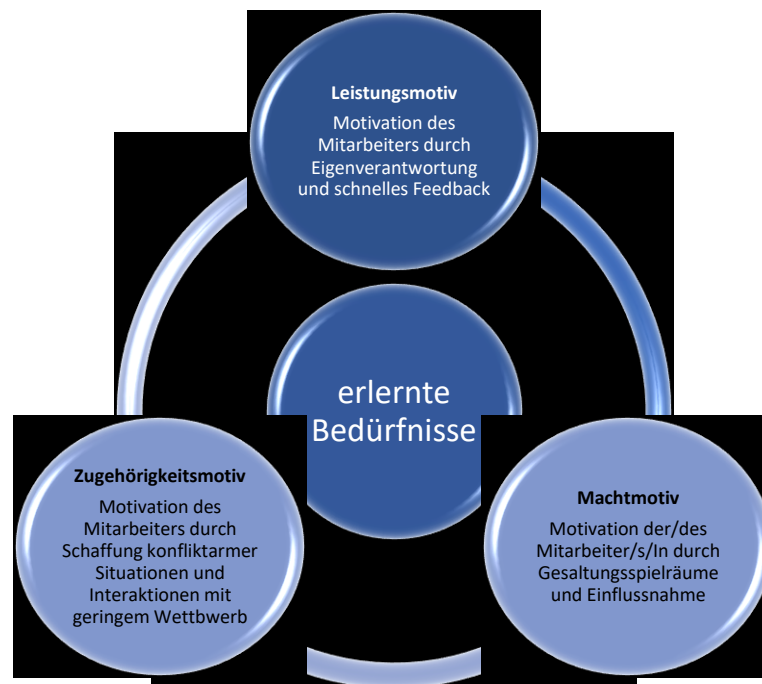 Leistungsmotiv
Motivation des
Mitarbeiters durch
Eigenverantwortung
und schnelles Feedback
erlernte
Bedürfnisse
Zugehörigkeitsmotiv
Motivation des
Mitarbeiters durch
Schaffung konfliktarmer
Situationen und
Interaktionen mit
geringem Wettbwerb
Machtmotiv
Motivation der/des
Mitarbeiter/s/In durch
Gesaltungsspielräume
und Einflussnahme